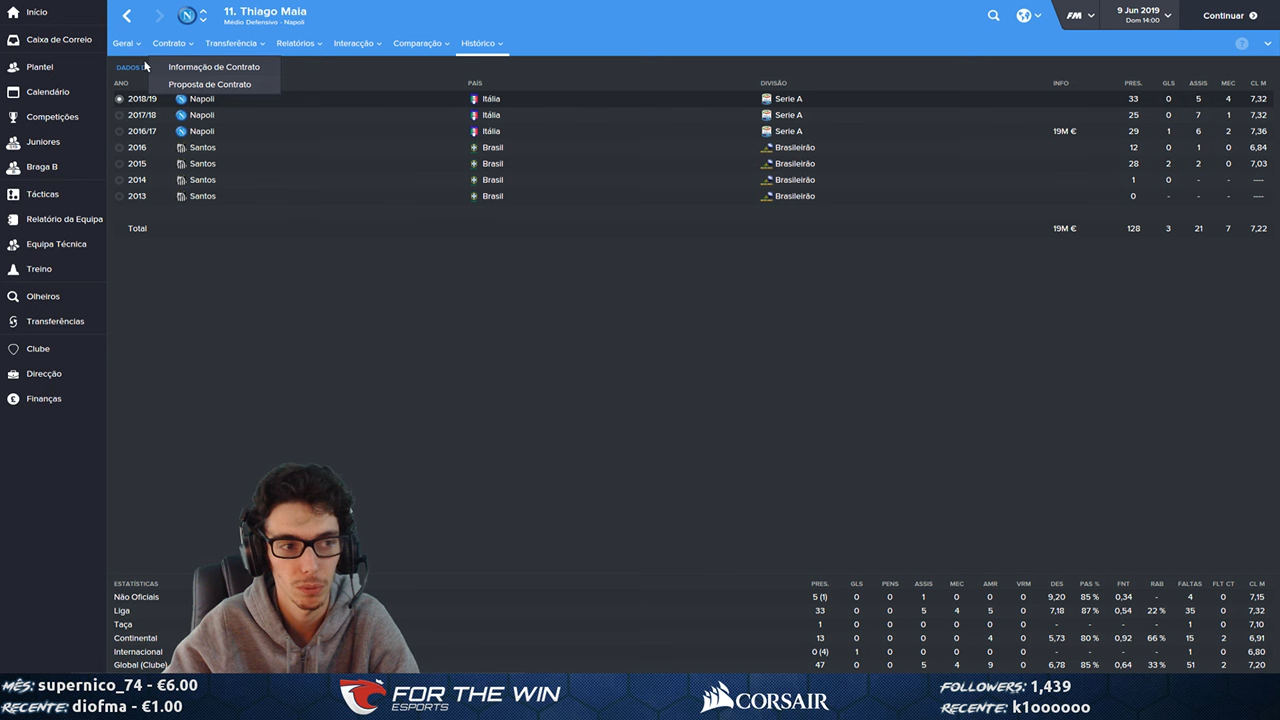 Início
Caixa de Correio
Plantel
Calendário
Competições
Juniores
Braga B
Tácticas
Relatório da Equipa
Equipa Técnica
Treino
Olheiros
Transferências
Clube
Direcção
Finanças
11. Thiago Maia
Médio Defensivo - Napoli
FM
9 Jun 2019
Dom 14:00
Continuar
Geral Contrato Transferência Relatórios Interacção Comparação Histórico
?
Informação de Contrato
Proposta de Contrato
DADOS
ANO PAÍS DIVISÃO INFO PRES. GLS ASSIS MEC CL M
2018/19 Napoli Itália Serie A 33 0 5 4 7,32
2017/18 Napoli Itália Serie A 25 0 7 1 7,32
2016/17 Napoli Itália Serie A 19M € 29 1 6 2 7,36
2016 Santos Brasil Brasileirão 12 0 1 0 6,84
2015 Santos Brasil Brasileirão 28 2 2 0 7,03
2014 Santos Brasil Brasileirão 1 0 - - ----
2013 Santos Brasil Brasileirão 0 - - - ----
Total 19M € 128 3 21 7 7,22
ESTATÍSTICAS PRES. GLS PENS ASSIS MEC AMR VRM DES PAS % FNT RAB FALTAS FLT CT CL M
Não Oficiais 5 (1) 0 0 1 0 0 0 9,20 85 % 0,34 - 4 0 7,15
Liga 33 0 0 5 4 5 0 7,18 87 % 0,54 22 % 35 0 7,32
Taça 1 0 0 0 0 0 0 - - - - - 0 7,10
Continental 13 0 0 0 0 4 0 5,73 80 % 0,92 66 % 15 2 6,91
Internacional 0 (4) 1 0 0 0 0 0 - - - - - 0 6,80
Global (Clube) 47 0 0 5 4 9 0 6,78 85 % 0,64 33 % 51 2 7,20
MÊS: supernico_74 - €6.00
RECENTE: diofma - €1.00
FOR THE WIN
ESPORTS
CORSAIR
FOLLOWERS: 1,439
RECENTE: k1oooooo